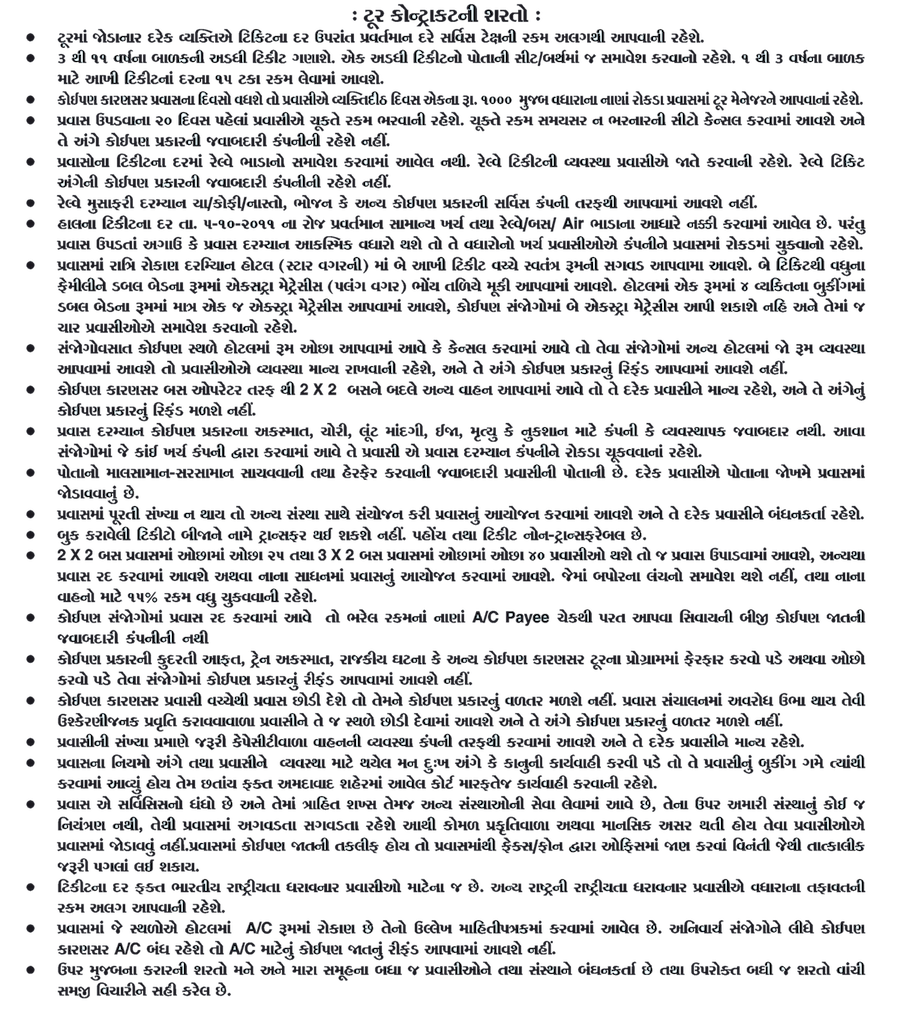 : ટૂર કોન્ટ્રાકટની શરતો :
● ટૂરમાં જોડાનાર દરેક વ્યક્તિએ ટિકિટના દર ઉપરાંત પ્રવર્તમાન દરે સર્વિસ ટેક્ષની રકમ અલગથી આપવાની રહેશે.
● ૩ થી ૧૧ વર્ષના બાળકની અડધી ટિકીટ ગણાશે. એક અડધી ટિકીટનો પોતાની સીટ/બર્થમાં જ સમાવેશ કરવાનો રહેશે. ૧ થી ૩ વર્ષના બાળક
માટે આખી ટિકીટનાં દરના ૧૫ ટકા રકમ લેવામાં આવશે.
● કોઈપણ કારણસર પ્રવાસના દિવસો વધશે તો પ્રવાસીએ વ્યક્તિદીઠ દિવસ એકના રૂા. ૧૦૦૦ મુજબ વધારાના નાણાં રોકડા પ્રવાસમાં ટૂર મેનેજરને આપવાનાં રહેશે.
● પ્રવાસ ઉપડવાના ૨૦ દિવસ પહેલાં પ્રવાસીએ ચૂકતે રકમ ભરવાની રહેશે. ચૂકતે રકમ સમયસર ન ભરનારની સીટો કેન્સલ કરવામાં આવશે અને
તે અંગે કોઈપણ પ્રકારની જવાબદારી કંપનીની રહેશે નહીં.
● પ્રવાસોના ટિકીટના દરમાં રેલ્વે ભાડાનો સમાવેશ કરવામાં આવેલ નથી. રેલ્વે ટિકીટની વ્યવસ્થા પ્રવાસીએ જાતે કરવાની રહેશે. રેલ્વે ટિકિટ
અંગેની કોઈપણ પ્રકારની જવાબદારી કંપનીની રહેશે નહીં.
● રેલ્વે મુસાફરી દરમ્યાન ચા/કોફી/નાસ્તો, ભોજન કે અન્ય કોઈપણ પ્રકારની સર્વિસ કંપની તરફથી આપવામાં આવશે નહીં.
● હાલના ટિકીટના દર તા. ૫-૧૦-૨૦૧૧ ના રોજ પ્રવર્તમાન સામાન્ય ખર્ચ તથા રેલ્વે/બસ/ Air ભાડાના આધારે નક્કી કરવામાં આવેલ છે. પરંતુ
પ્રવાસ ઉપડતાં અગાઉ કે પ્રવાસ દરમ્યાન આકસ્મિક વધારો થશે તો તે વધારોનો ખર્ચ પ્રવાસીઓએ કંપનીને પ્રવાસમાં રોકડમાં ચુકવાનો રહેશે.
● પ્રવાસમાં રાત્રિ રોકાણ દરમ્યિાન હોટલ (સ્ટાર વગરની) માં બે આખી ટિકીટ વચ્ચે સ્વતંત્ર રૂમની સગવડ આપવામા આવશે. બે ટિકિટથી વધુના
ફેમીલીને ડબલ બેડના રૂમમાં એકસટ્રા મેટ્રેસીસ (પલંગ વગર) ભોંય તળિયે મૂકી આપવામાં આવશે. હોટલમાં એક રૂમમાં ૪ વ્યકિતના બુકીંગમાં
ડબલ બેડના રૂમમાં માત્ર એક જ એક્સ્ટ્રા મેટ્રેસીસ આપવામાં આવશે, કોઈપણ સંજોગોમાં બે એક્સ્ટ્રા મેટ્રેસીસ આપી શકાશે નહિ અને તેમાં જ
ચાર પ્રવાસીઓએ સમાવેશ કરવાનો રહેશે.
● સંજોગોવસાત કોઈપણ સ્થળે હોટલમાં રૂમ ઓછા આપવામાં આવે કે કેન્સલ કરવામાં આવે તો તેવા સંજોગોમાં અન્ય હોટલમાં જો રૂમ વ્યવસ્થા
આપવામાં આવશે તો પ્રવાસીઓએ વ્યવસ્થા માન્ય રાખવાની રહેશે, અને તે અંગે કોઈપણ પ્રકારનું રિફંડ આપવામાં આવશે નહીં.
● કોઈપણ કારણસર બસ ઓપરેટર તરફ થી 2 X 2 બસને બદલે અન્ય વાહન આપવામાં આવે તો તે દરેક પ્રવાસીને માન્ય રહેશે, અને તે અંગેનું
કોઈપણ પ્રકારનું રિફંડ મળશે નહીં.
● પ્રવાસ દરમ્યાન કોઈપણ પ્રકારના અકસ્માત, ચોરી, લૂંટ માંદગી, ઈજા, મૃત્યુ કે નુકશાન માટે કંપની કે વ્યવસ્થાપક જવાબદાર નથી. આવા
સંજોગોમાં જે કાંઈ ખર્ચ કંપની દ્વારા કરવામાં આવે તે પ્રવાસી એ પ્રવાસ દરમ્યાન કંપનીને રોકડા ચૂકવવાનાં રહેશે.
● પોતાનો માલસામાન-સરસામાન સાચવવાની તથા હેરફેર કરવાની જવાબદારી પ્રવાસીની પોતાની છે. દરેક પ્રવાસીએ પોતાના જોખમે પ્રવાસમાં
જોડાવવાનું છે.
● પ્રવાસમાં પૂરતી સંખ્યા ન થાય તો અન્ય સંસ્થા સાથે સંયોજન કરી પ્રવાસનું આયોજન કરવામાં આવશે અને તે દરેક પ્રવાસીને બંધનકર્તા રહેશે.
● બુક કરાવેલી ટિકીટો બીજાને નામે ટ્રાન્સફર થઈ શકશે નહીં. પહોંચ તથા ટિકીટ નોન-ટ્રાન્સફરેબલ છે.
● 2 X 2 બસ પ્રવાસમાં ઓછામાં ઓછા ૨૫ તથા 3 X 2 બસ પ્રવાસમાં ઓછામાં ઓછા ૪૦ પ્રવાસીઓ થશે તો જ પ્રવાસ ઉપાડવામાં આવશે, અન્યથા
પ્રવાસ રદ કરવામાં આવશે અથવા નાના સાધનમાં પ્રવાસનું આયોજન કરવામાં આવશે. જેમાં બપોરના લંચનો સમાવેશ થશે નહીં, તથા નાના
વાહનો માટે ૧૫% રકમ વધુ ચુકવવાની રહેશે.
● કોઈપણ સંજોગોમાં પ્રવાસ રદ કરવામાં આવે તો ભરેલ રકમનાં નાણાં A/C Payee ચેકથી પરત આપવા સિવાયની બીજી કોઈપણ જાતની
જવાબદારી કંપનીની નથી
● કોઈપણ પ્રકારની કુદરતી આફત, ટ્રેન અકસ્માત, રાજકીય ઘટના કે અન્ય કોઈપણ કારણસર ટૂરના પ્રોગ્રામમાં ફેરફાર કરવો પડે અથવા ઓછો
કરવો પડે તેવા સંજોગોમાં કોઈપણ પ્રકારનું રીફંડ આપવામાં આવશે નહીં.
● કોઈપણ કારણસર પ્રવાસી વચ્ચેથી પ્રવાસ છોડી દેશે તો તેમને કોઈપણ પ્રકારનું વળતર મળશે નહીં. પ્રવાસ સંચાલનમાં અવરોધ ઉભા થાય તેવી
ઉશ્કેરણીજનક પ્રવૃતિ કરાવવાવાળા પ્રવાસીને તે જ સ્થળે છોડી દેવામાં આવશે અને તે અંગે કોઈપણ પ્રકારનું વળતર મળશે નહીં.
● પ્રવાસીની સંખ્યા પ્રમાણે જરૂરી કેપેસીટીવાળા વાહનની વ્યવસ્થા કંપની તરફથી કરવામાં આવશે અને તે દરેક પ્રવાસીને માન્ય રહેશે.
● પ્રવાસના નિયમો અંગે તથા પ્રવાસીને વ્યવસ્થા માટે થયેલ મન દુઃખ અંગે કે કાનુની કાર્યવાહી કરવી પડે તો તે પ્રવાસીનું બુકીંગ ગમે ત્યાંથી
કરવામાં આવ્યું હોય તેમ છતાંય ફક્ત અમદાવાદ શહેરમાં આવેલ કોર્ટ મારફતેજ કાર્યવાહી કરવાની રહેશે.
● પ્રવાસ એ સર્વિસિસનો ધંધો છે અને તેમાં ત્રાહિત શખ્સ તેમજ અન્ય સંસ્થાઓની સેવા લેવામાં આવે છે, તેના ઉપર અમારી સંસ્થાનું કોઈ જ
નિયંત્રણ નથી, તેથી પ્રવાસમાં અગવડતા સગવડતા રહેશે આથી કોમળ પ્રકૃતિવાળા અથવા માનસિક અસર થતી હોય તેવા પ્રવાસીઓએ
પ્રવાસમાં જોડાવવું નહીં.પ્રવાસમાં કોઈપણ જાતની તકલીફ હોય તો પ્રવાસમાંથી ફેક્સ/ફોન દ્વારા ઓફિસમાં જાણ કરવાં વિનંતી જેથી તાત્કાલીક
જરૂરી પગલાં લઈ શકાય.
● ટિકીટના દર ફક્ત ભારતીય રાષ્ટ્રીયતા ધરાવનાર પ્રવાસીઓ માટેના જ છે. અન્ય રાષ્ટ્રની રાષ્ટ્રીયતા ધરાવનાર પ્રવાસીએ વધારાના તફાવતની
રકમ અલગ આપવાની રહેશે.
● પ્રવાસમાં જે સ્થળોએ હોટલમાં A/C રૂમમાં રોકાણ છે તેનો ઉલ્લેખ માહિતીપત્રકમાં કરવામાં આવેલ છે. અનિવાર્ય સંજોગોને લીધે કોઈપણ
કારણસર A/C બંધ રહેશે તો A/C માટેનું કોઈપણ જાતનું રીફંડ આપવામાં આવશે નહીં.
● ઉપર મુજબના કરારની શરતો મને અને મારા સમૂહના બધા જ પ્રવાસીઓને તથા સંસ્થાને બંધનકર્તા છે તથા ઉપરોક્ત બધી જ શરતો વાંચી
સમજી વિચારીને સહી કરેલ છે.